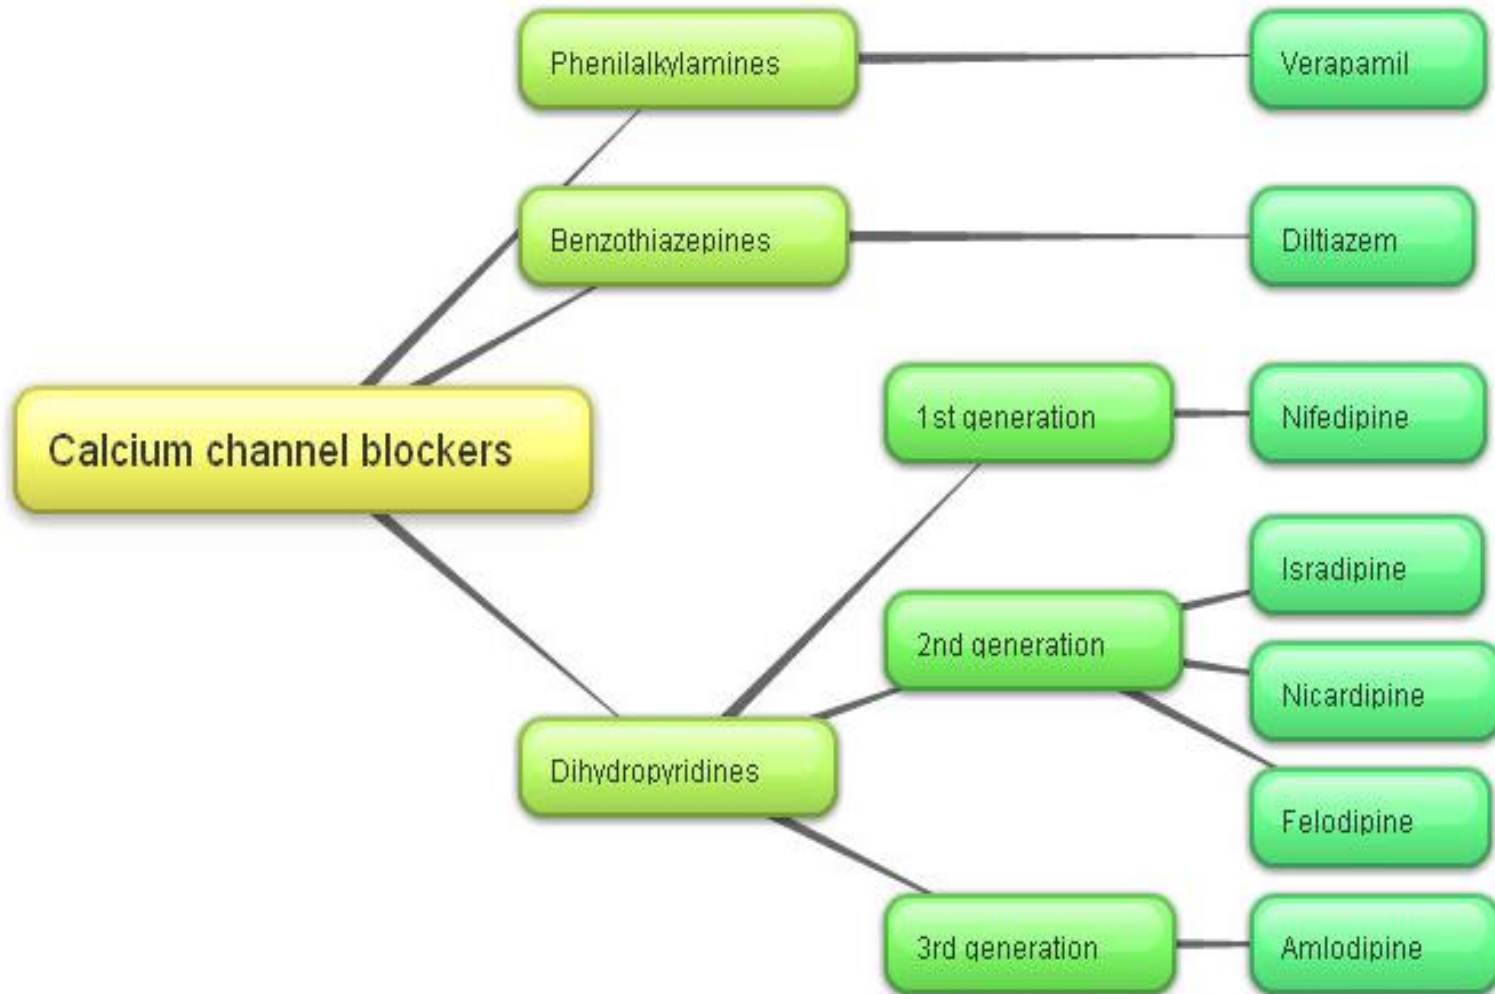 Phenilalkylamines
Verapamil
Benzothiazepines
Diltiazem
Calcium channel blockers
1st generation
Nifedipine
Isradipine
2nd generation
Nicardipine
Dihydropyridines
Felodipine
3rd generation
Amlodipine